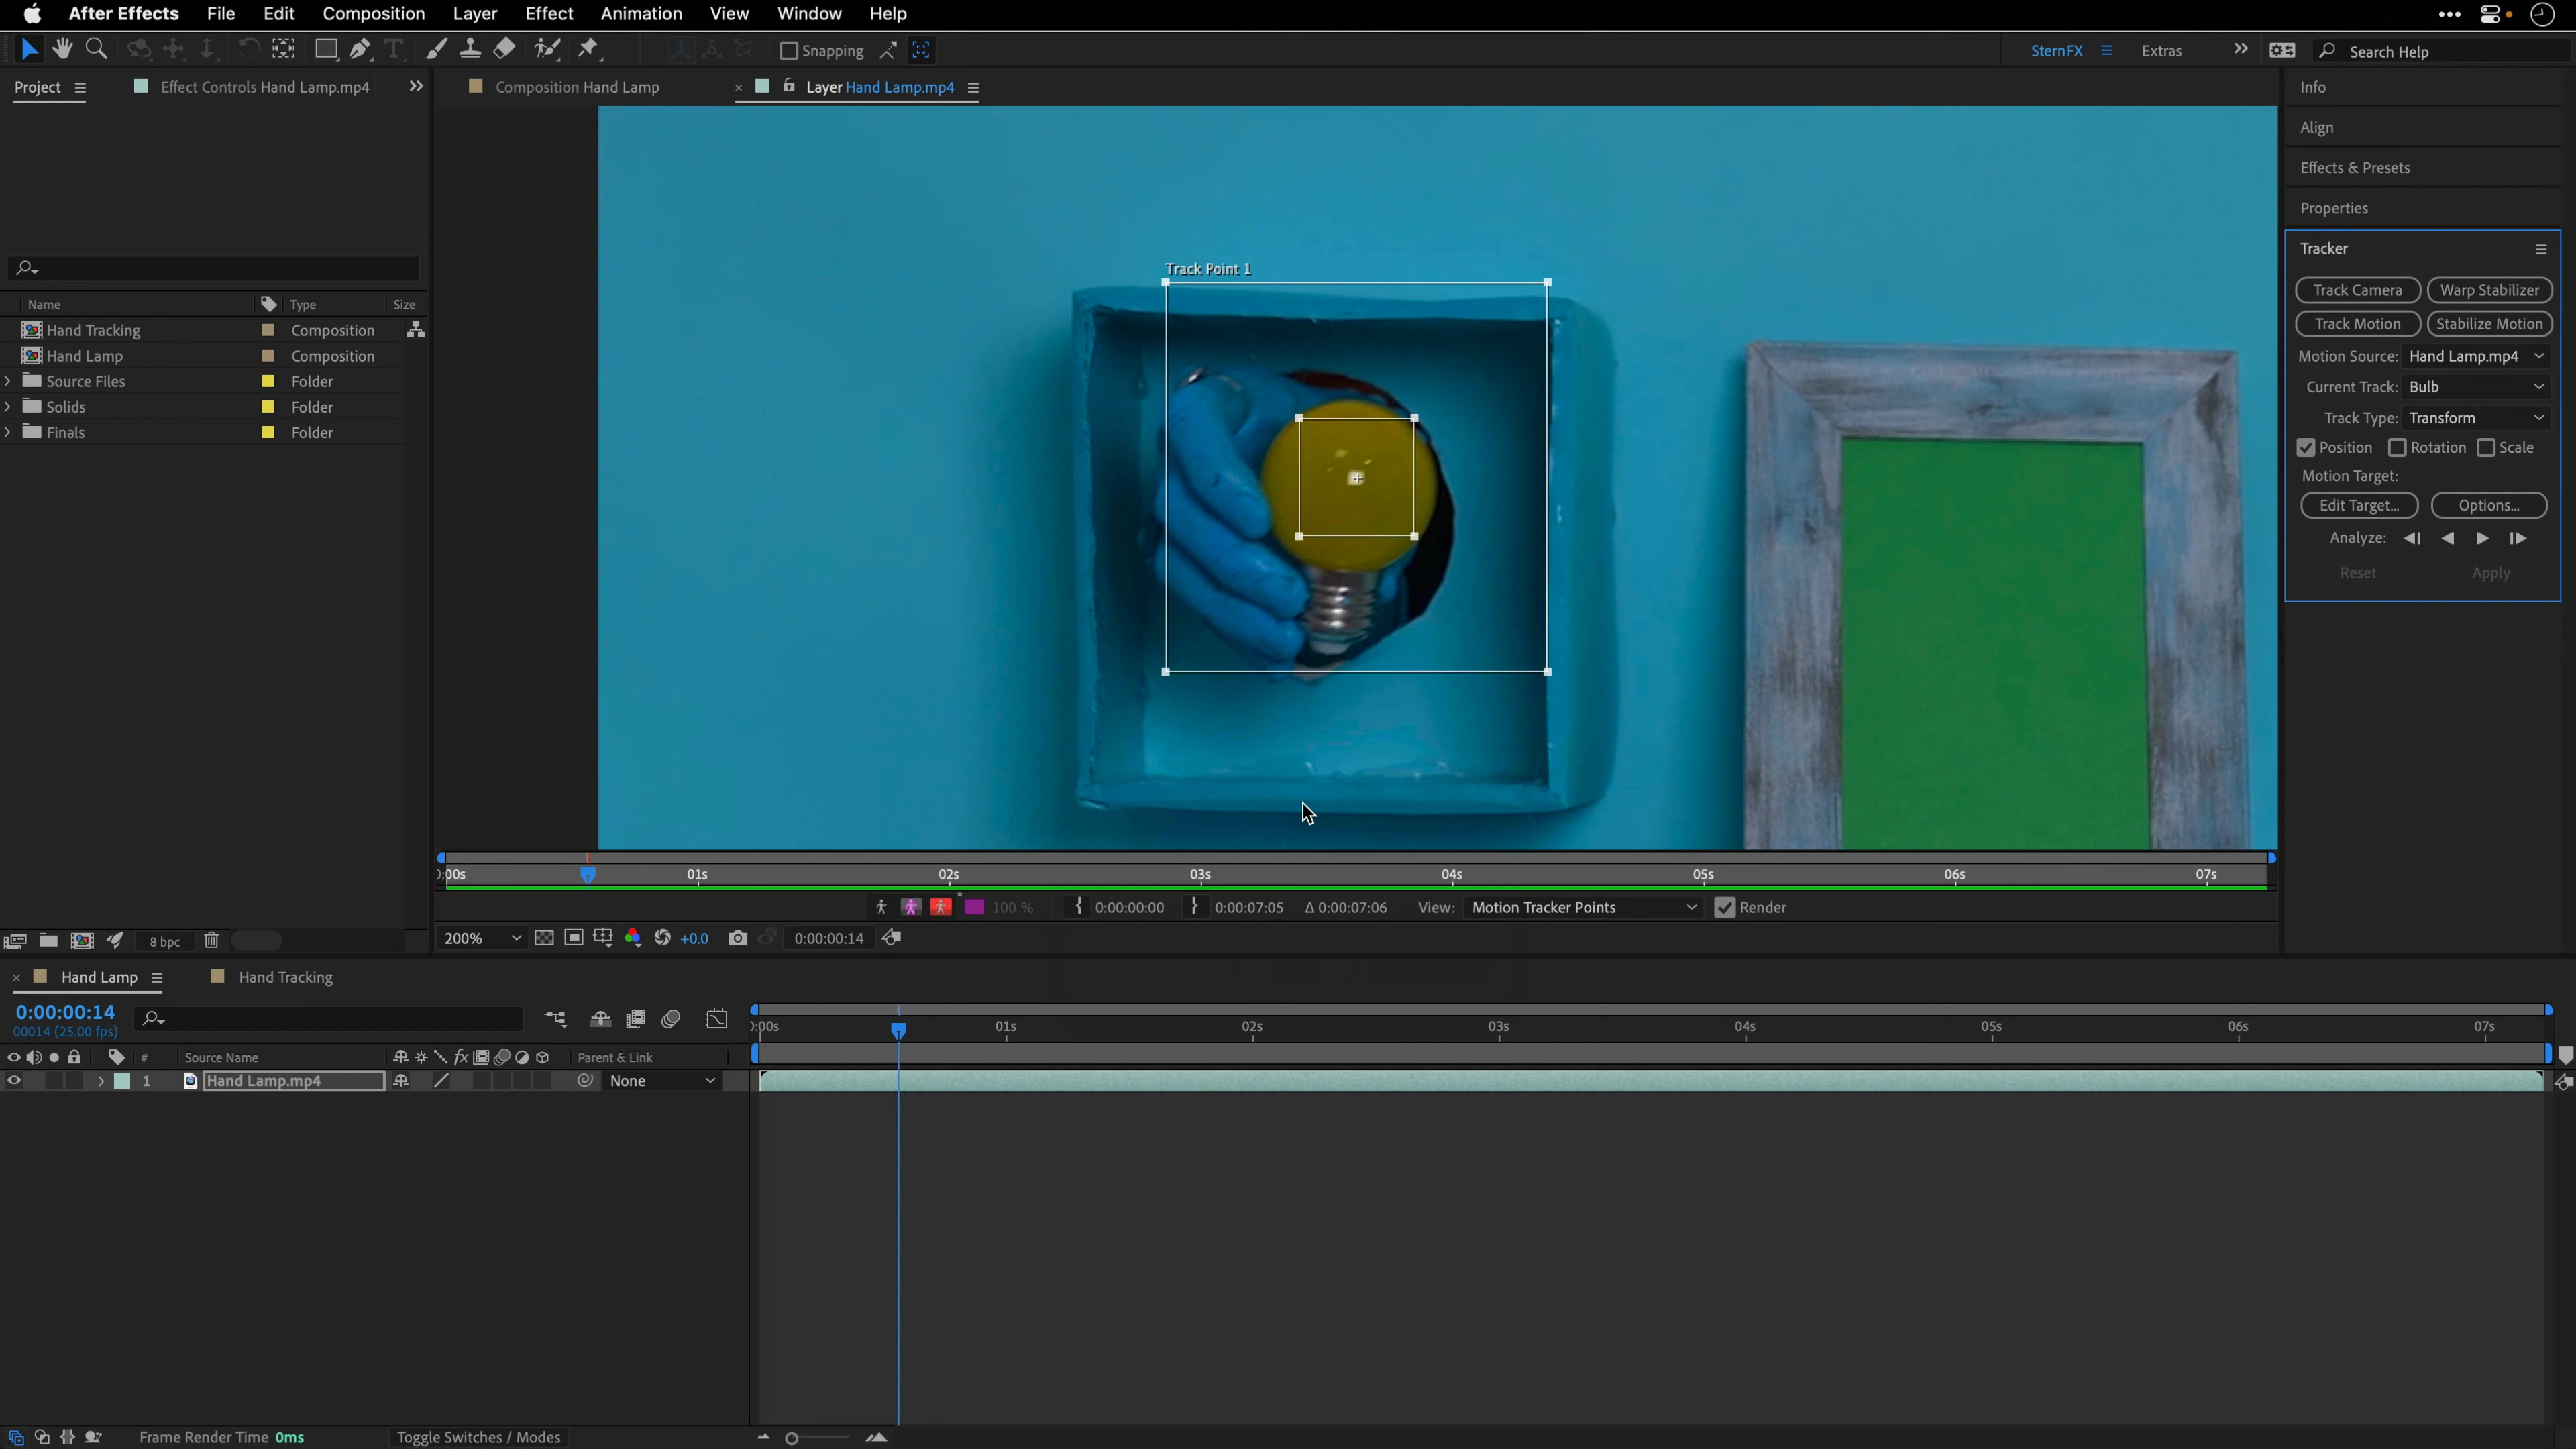 After Effects File Edit Composition Layer Effect Animation View Window Help
Snapping SternFX Extras Search Help
Project Effect Controls Hand Lamp.mp4
Composition Hand Lamp Layer Hand Lamp.mp4
Info
Align
Effects & Presets
Properties
Tracker
Track Camera Warp Stabilizer
Track Motion Stabilize Motion
Motion Source: Hand Lamp.mp4
Current Track: Bulb
Track Type: Transform
Position Rotation Scale
Motion Target:
Edit Target... Options...
Analyze:
Reset Apply
Name Type Size
Hand Tracking Composition
Hand Lamp Composition
Source Files Folder
Solids Folder
Finals Folder
Track Point 1
0:00s 01s 02s 03s 04s 05s 06s 07s
100 % 0:00:00:00 0:00:07:05 Δ 0:00:07:06 View: Motion Tracker Points Render
8 bpc
200% +0.0 0:00:00:14
Hand Lamp Hand Tracking
0:00:00:14
00014 (25.00 fps)
0:00s 01s 02s 03s 04s 05s 06s 07s
# Source Name fx Parent & Link
1 Hand Lamp.mp4 None
Frame Render Time 0ms Toggle Switches / Modes